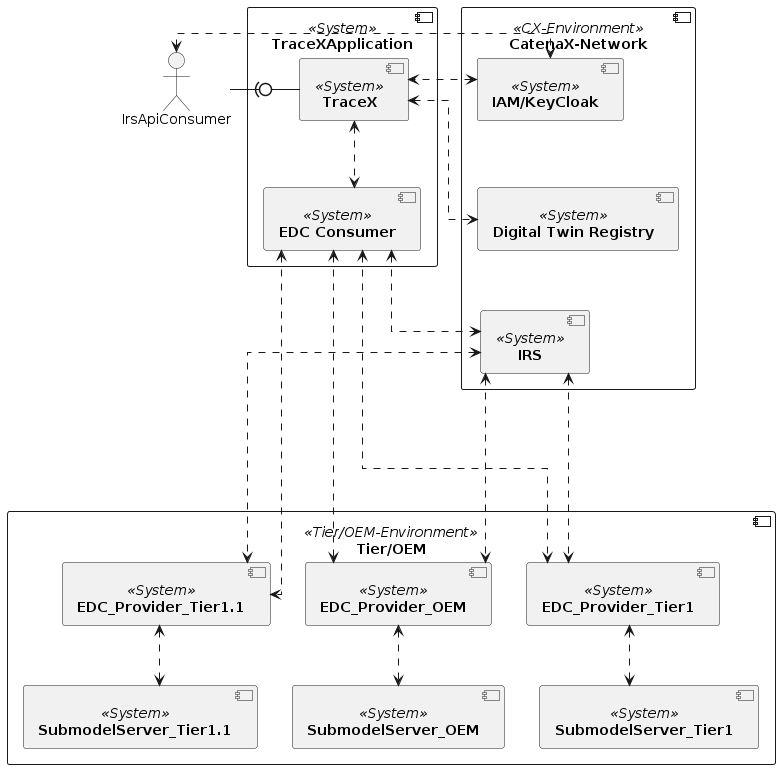 «System»
TraceXApplication
«CX-Environment»
CatenaX-Network
IrsApiConsumer
«System»
TraceX
«System»
IAM/KeyCloak
«System»
EDC Consumer
«System»
Digital Twin Registry
«System»
IRS
«Tier/OEM-Environment»
Tier/OEM
«System»
EDC_Provider_Tier1.1
«System»
EDC_Provider_OEM
«System»
EDC_Provider_Tier1
«System»
SubmodelServer_Tier1.1
«System»
SubmodelServer_OEM
«System»
SubmodelServer_Tier1